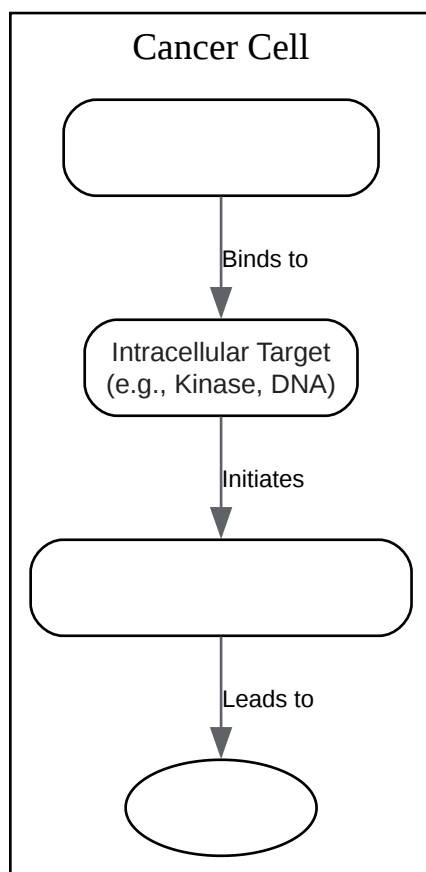 Cancer Cell
Binds to
Intracellular Target
(e.g., Kinase, DNA)
Initiates
Leads to